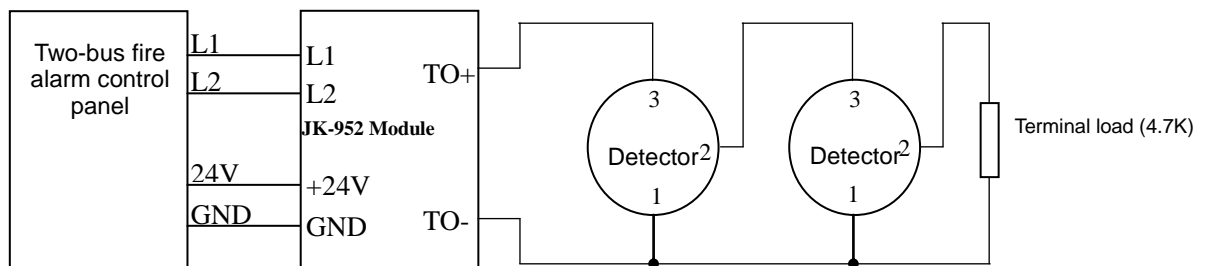 Two-bus fire
alarm control
panel
L1
L2
24V
GND
L1
L2
JK-952 Module
+24V
GND
TO+
TO-
3
Detector 2
1
3
Detector 2
1
Terminal load (4.7K)